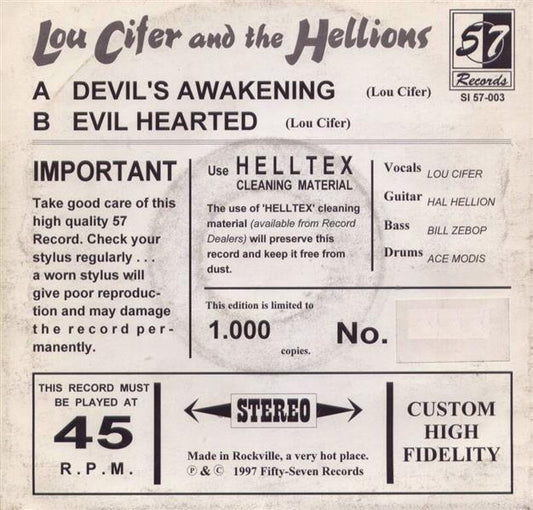 Lou Cifer and the Hellions
57
Records
SI 57-003
A DEVIL'S AWAKENING (Lou Cifer)
B EVIL HEARTED (Lou Cifer)
IMPORTANT
Take good care of this
high quality 57
Record. Check your
stylus regularly . . .
a worn stylus will
give poor reproduc-
tion and may damage
the record per-
manently.
Use HELLTEX
CLEANING MATERIAL
The use of 'HELLTEX' cleaning
material (available from Record
Dealers) will preserve this
record and keep it free from
dust.
Vocals LOU CIFER
Guitar HAL HELLION
Bass BILL ZEBOP
Drums ACE MODIS
This edition is limited to
1.000 No.
copies.
THIS RECORD MUST
BE PLAYED AT
45
R.P.M.
STEREO
Made in Rockville, a very hot place.
℗ & © 1997 Fifty-Seven Records
CUSTOM
HIGH
FIDELITY